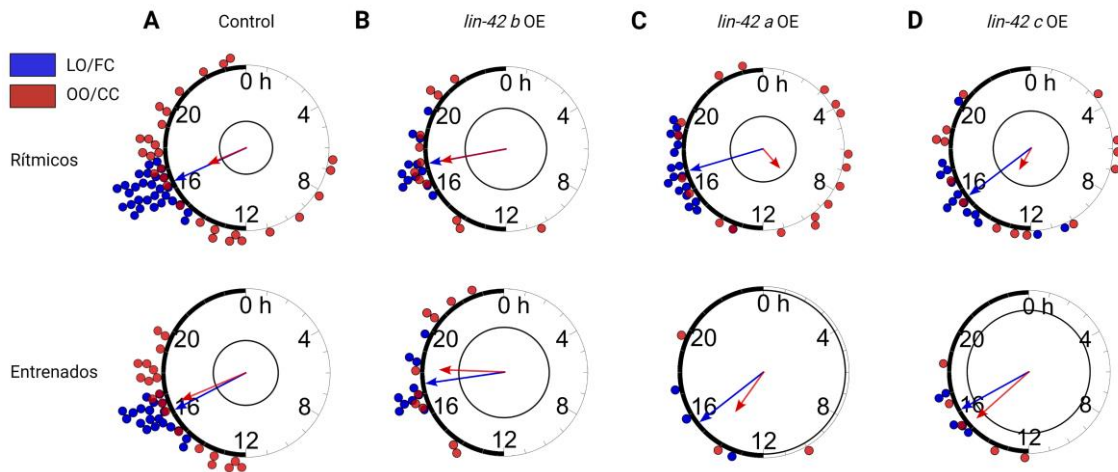 A Control
B lin-42 b OE
C lin-42 a OE
D lin-42 c OE
LO/FC
OO/CC
Rítmicos
0 h
4
8
12
16
20
0 h
4
8
12
16
20
0 h
4
8
12
16
20
0 h
4
8
12
16
20
Entrenados
0 h
4
8
12
16
20
0 h
4
8
12
16
20
0 h
4
8
12
16
20
0 h
4
8
12
16
20